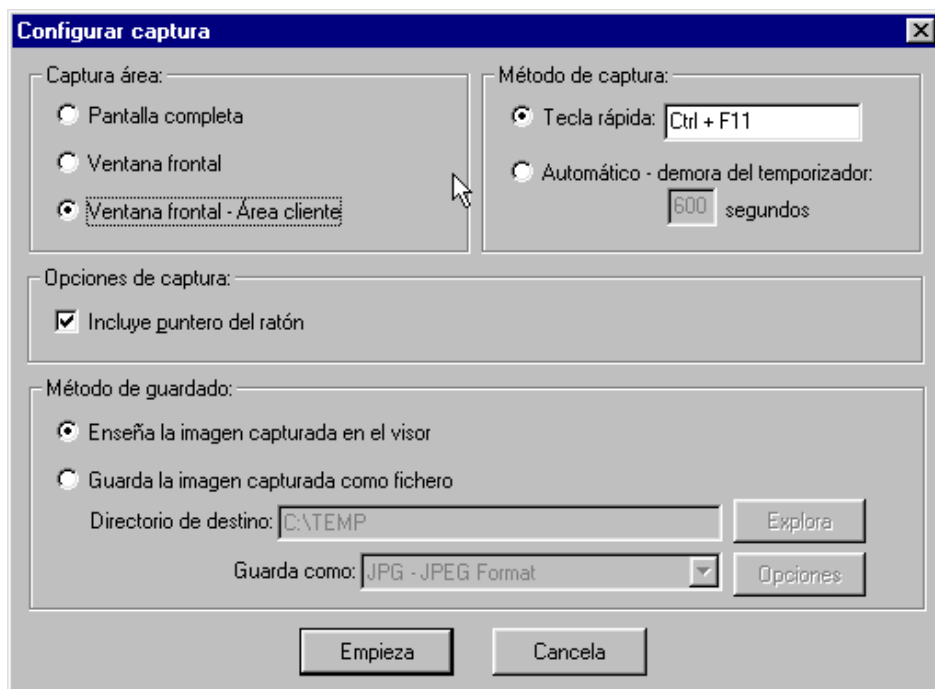 Configurar captura
Captura área:
Pantalla completa
Ventana frontal
Ventana frontal - Área cliente
Método de captura:
Tecla rápida: Ctrl + F11
Automático - demora del temporizador:
600 segundos
Opciones de captura:
Incluye puntero del ratón
Método de guardado:
Enseña la imagen capturada en el visor
Guarda la imagen capturada como fichero
Directorio de destino: C:\TEMP Explora
Guarda como: JPG - JPEG Format Opciones
Empieza Cancela